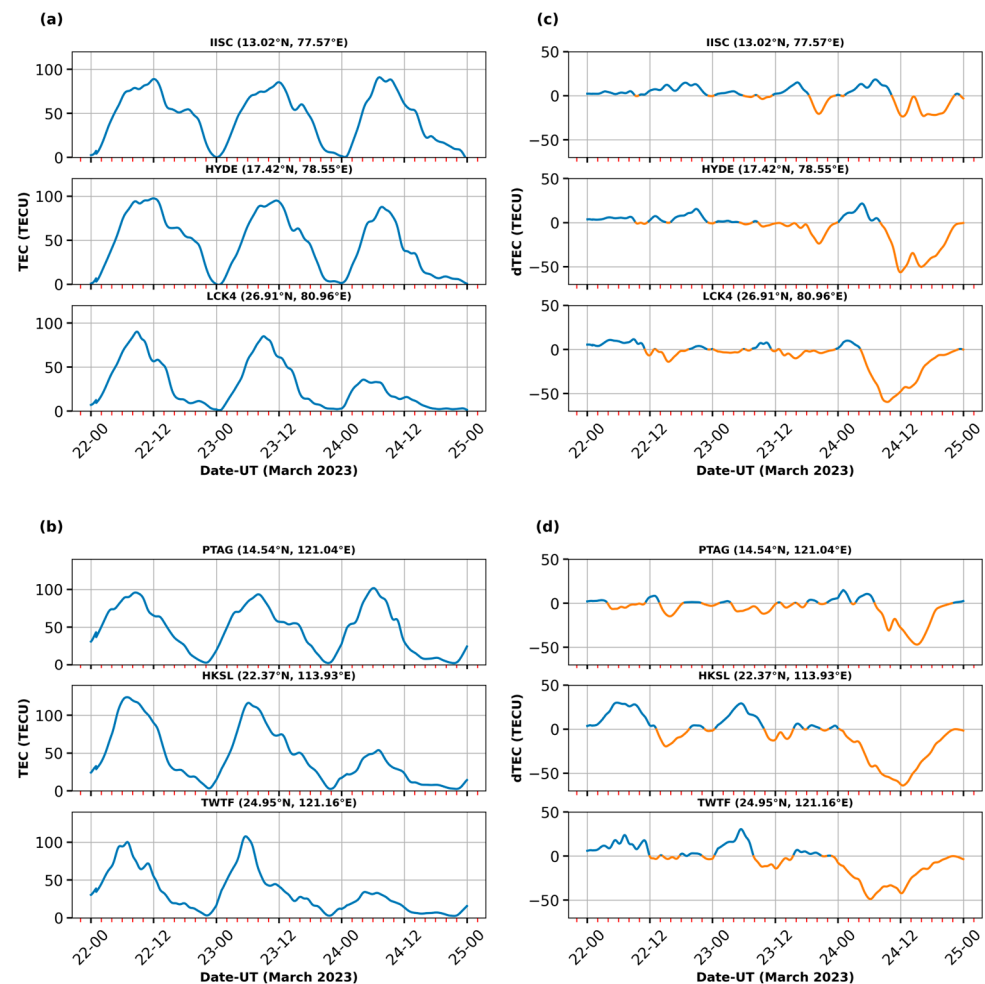 (a)
IISC (13.02°N, 77.57°E)
100
50
0
HYDE (17.42°N, 78.55°E)
100
50
0
LCK4 (26.91°N, 80.96°E)
100
50
0
TEC (TECU)
22-00
22-12
23-00
23-12
24-00
24-12
25-00
Date-UT (March 2023)
(c)
IISC (13.02°N, 77.57°E)
50
0
−50
HYDE (17.42°N, 78.55°E)
50
0
−50
LCK4 (26.91°N, 80.96°E)
50
0
−50
dTEC (TECU)
22-00
22-12
23-00
23-12
24-00
24-12
25-00
Date-UT (March 2023)
(b)
PTAG (14.54°N, 121.04°E)
100
50
0
HKSL (22.37°N, 113.93°E)
100
50
0
TWTF (24.95°N, 121.16°E)
100
50
0
TEC (TECU)
22-00
22-12
23-00
23-12
24-00
24-12
25-00
Date-UT (March 2023)
(d)
PTAG (14.54°N, 121.04°E)
50
0
−50
HKSL (22.37°N, 113.93°E)
50
0
−50
TWTF (24.95°N, 121.16°E)
50
0
−50
dTEC (TECU)
22-00
22-12
23-00
23-12
24-00
24-12
25-00
Date-UT (March 2023)